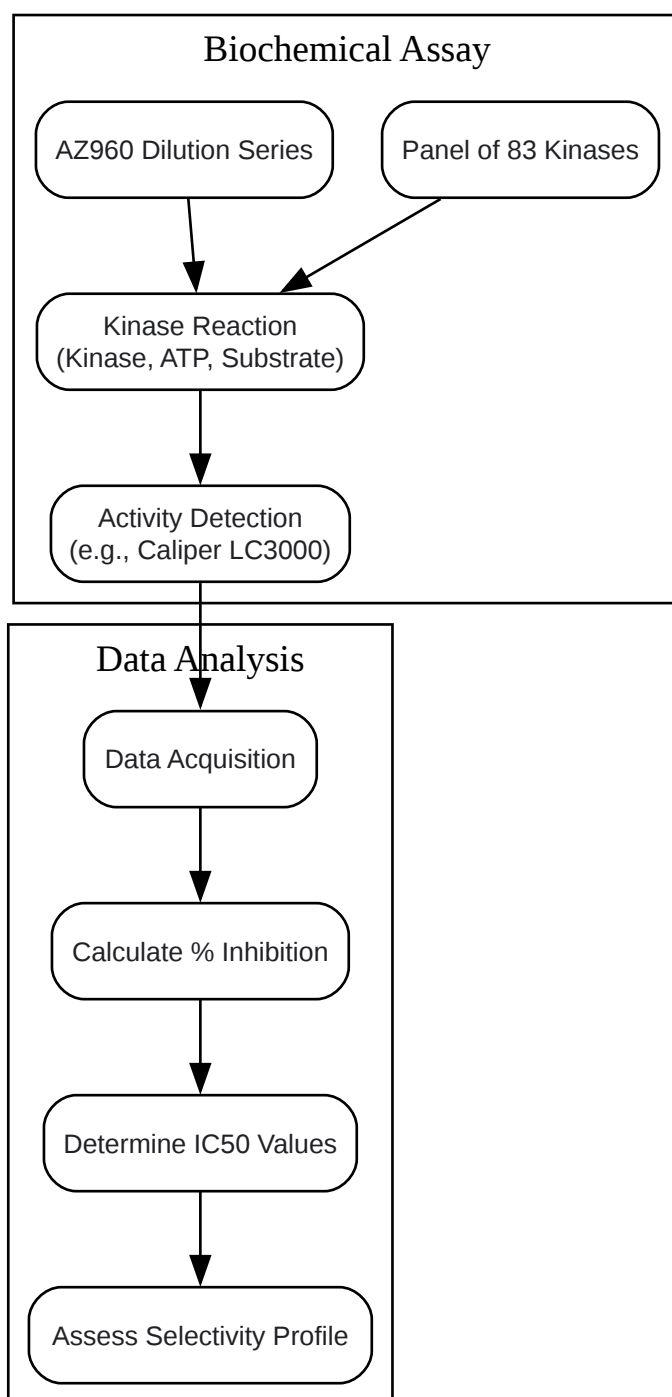 Biochemical Assay
AZ960 Dilution Series
Panel of 83 Kinases
Kinase Reaction
(Kinase, ATP, Substrate)
Activity Detection
(e.g., Caliper LC3000)
Data Analysis
Data Acquisition
Calculate % Inhibition
Determine IC50 Values
Assess Selectivity Profile